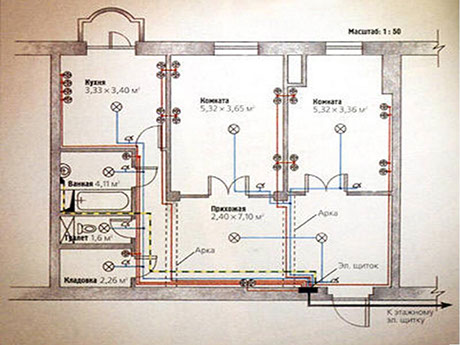 Масштаб: 1 : 50
Кухня
3,33 × 3,40 м²
Комната
5,32 × 3,65 м²
Комната
5,32 × 3,36 м²
Ванная 4,11 м²
Прихожая
2,40 × 7,10 м²
Арка
Туалет 1,6 м²
Арка
Эл. щиток
Кладовка 2,26 м²
К этажному
эл. щитку